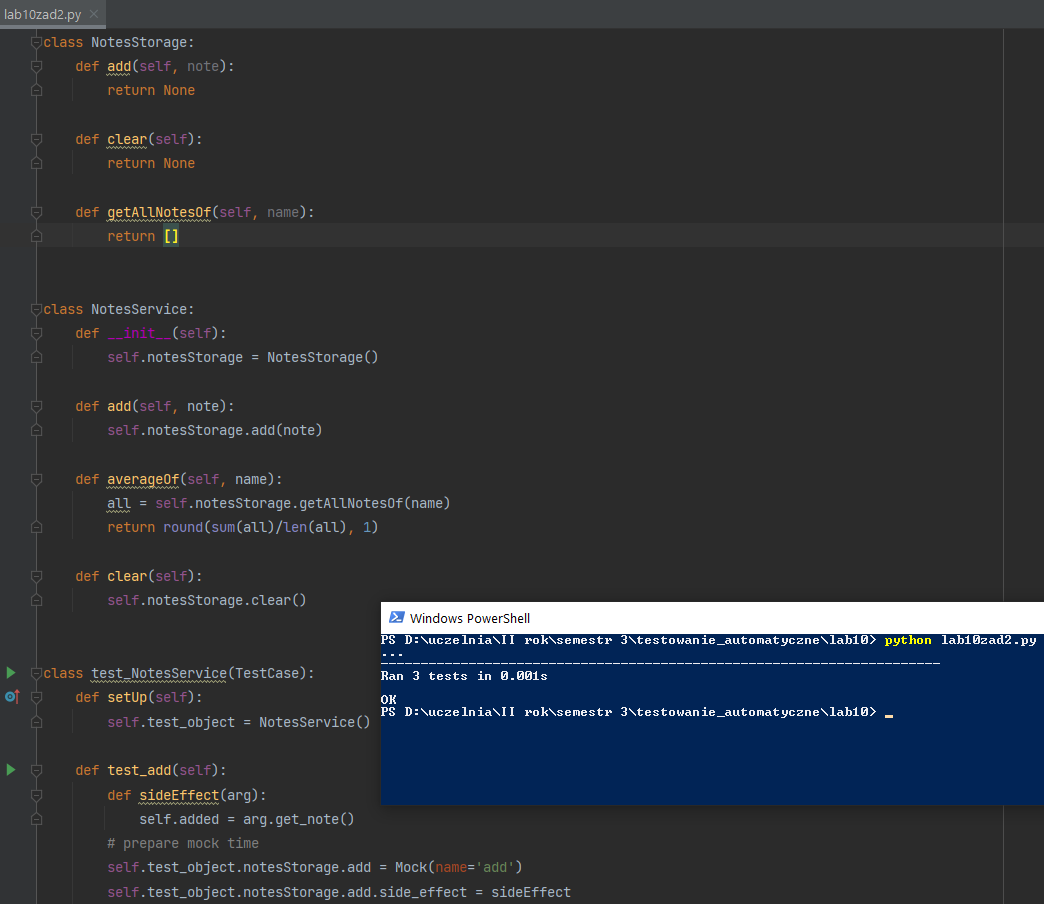 lab10zad2.py
class NotesStorage:
    def add(self, note):
        return None
    def clear(self):
        return None
    def getAllNotesOf(self, name):
        return []
class NotesService:
    def __init__(self):
        self.notesStorage = NotesStorage()
    def add(self, note):
        self.notesStorage.add(note)
    def averageOf(self, name):
        all = self.notesStorage.getAllNotesOf(name)
        return round(sum(all)/len(all), 1)
    def clear(self):
        self.notesStorage.clear()
class test_NotesService(TestCase):
    def setUp(self):
        self.test_object = NotesService()
    def test_add(self):
        def sideEffect(arg):
            self.added = arg.get_note()
        # prepare mock time
        self.test_object.notesStorage.add = Mock(name='add')
        self.test_object.notesStorage.add.side_effect = sideEffect
Windows PowerShell
PS D:\uczelnia\II rok\semestr 3\testowanie_automatyczne\lab10> python lab10zad2.py
...
----------------------------------------------------------------------
Ran 3 tests in 0.001s
OK
PS D:\uczelnia\II rok\semestr 3\testowanie_automatyczne\lab10> _